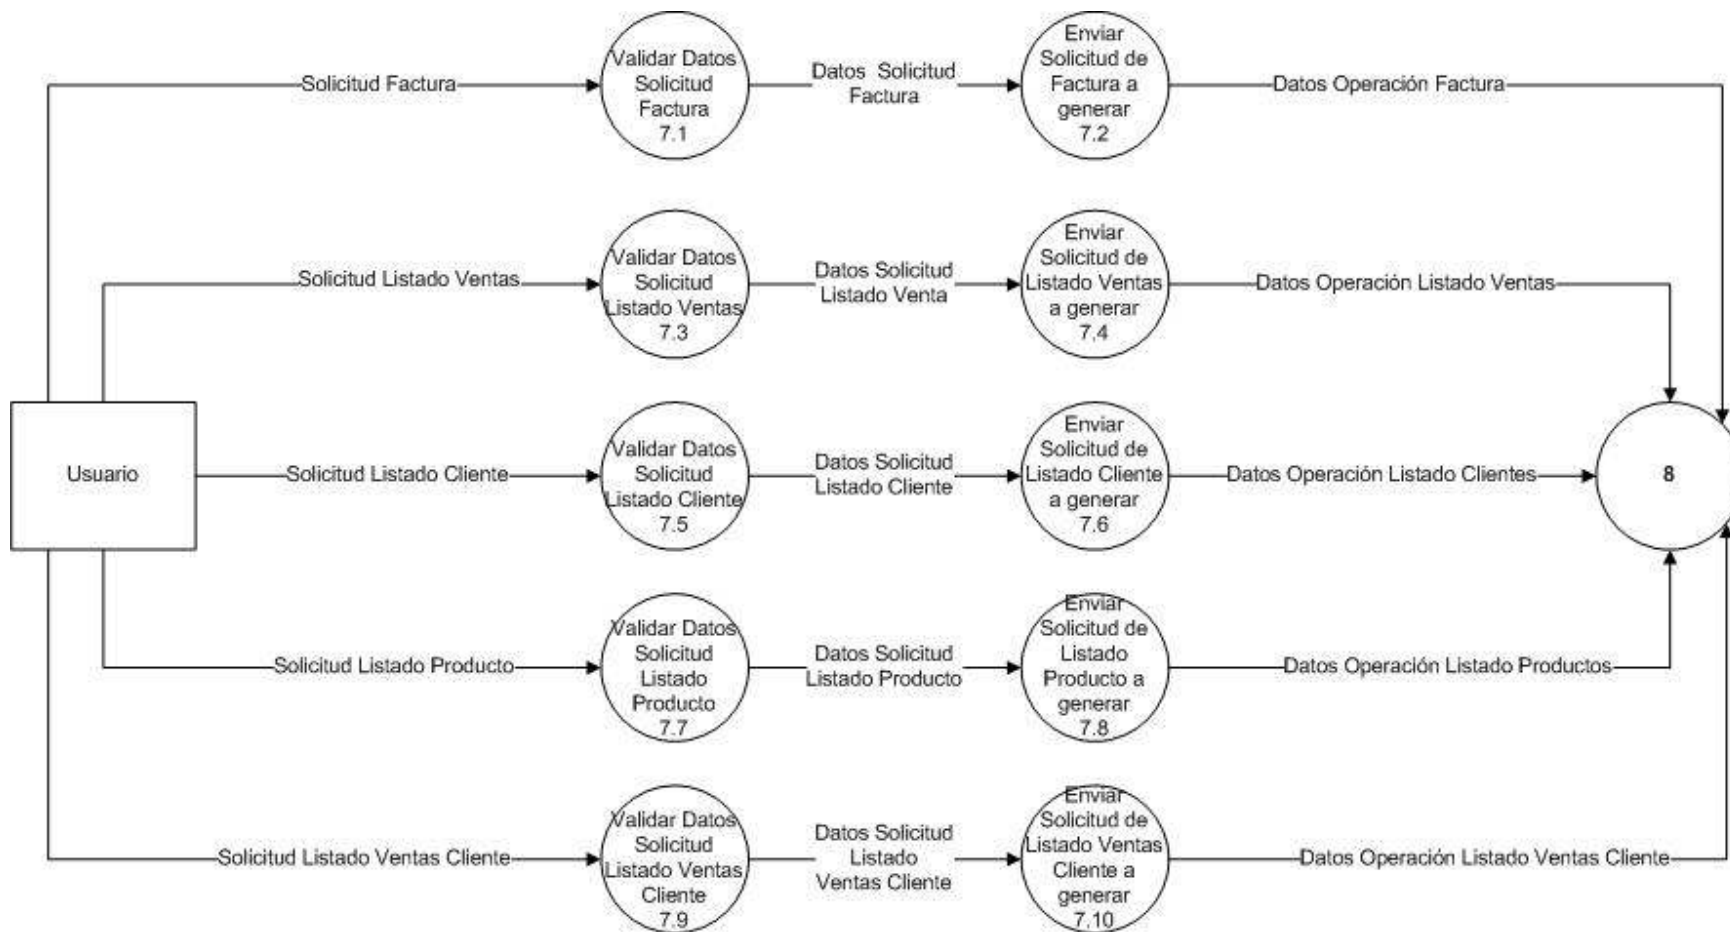 Solicitud Factura
Validar Datos
Solicitud
Factura
7.1
Datos Solicitud
Factura
Enviar
Solicitud de
Factura a
generar
7.2
Datos Operación Factura
Solicitud Listado Ventas
Validar Datos
Solicitud
Listado Ventas
7.3
Datos Solicitud
Listado Venta
Enviar
Solicitud de
Listado Ventas
a generar
7.4
Datos Operación Listado Ventas
Usuario
Solicitud Listado Cliente
Validar Datos
Solicitud
Listado Cliente
7.5
Datos Solicitud
Listado Cliente
Enviar
Solicitud de
Listado Cliente
a generar
7.6
Datos Operación Listado Clientes
8
Solicitud Listado Producto
Validar Datos
Solicitud
Listado
Producto
7.7
Datos Solicitud
Listado Producto
Enviar
Solicitud de
Listado
Producto a
generar
7.8
Datos Operación Listado Productos
Solicitud Listado Ventas Cliente
Validar Datos
Solicitud
Listado Ventas
Cliente
7.9
Datos Solicitud
Listado
Ventas Cliente
Enviar
Solicitud de
Listado Ventas
Cliente a
generar
7.10
Datos Operación Listado Ventas Cliente